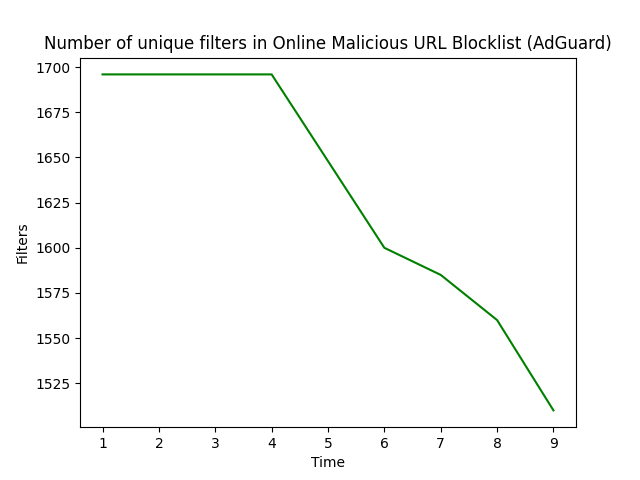 Number of unique filters in Online Malicious URL Blocklist (AdGuard)
1700
1675
1650
1625
1600
1575
1550
1525
Filters
1 2 3 4 5 6 7 8 9
Time